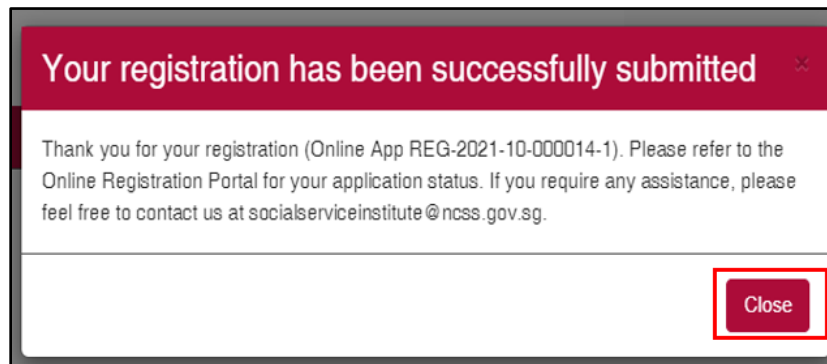 Your registration has been successfully submitted ×
Thank you for your registration (Online App REG-2021-10-000014-1). Please refer to the
Online Registration Portal for your application status. If you require any assistance, please
feel free to contact us at socialserviceinstitute@ncss.gov.sg.
Close